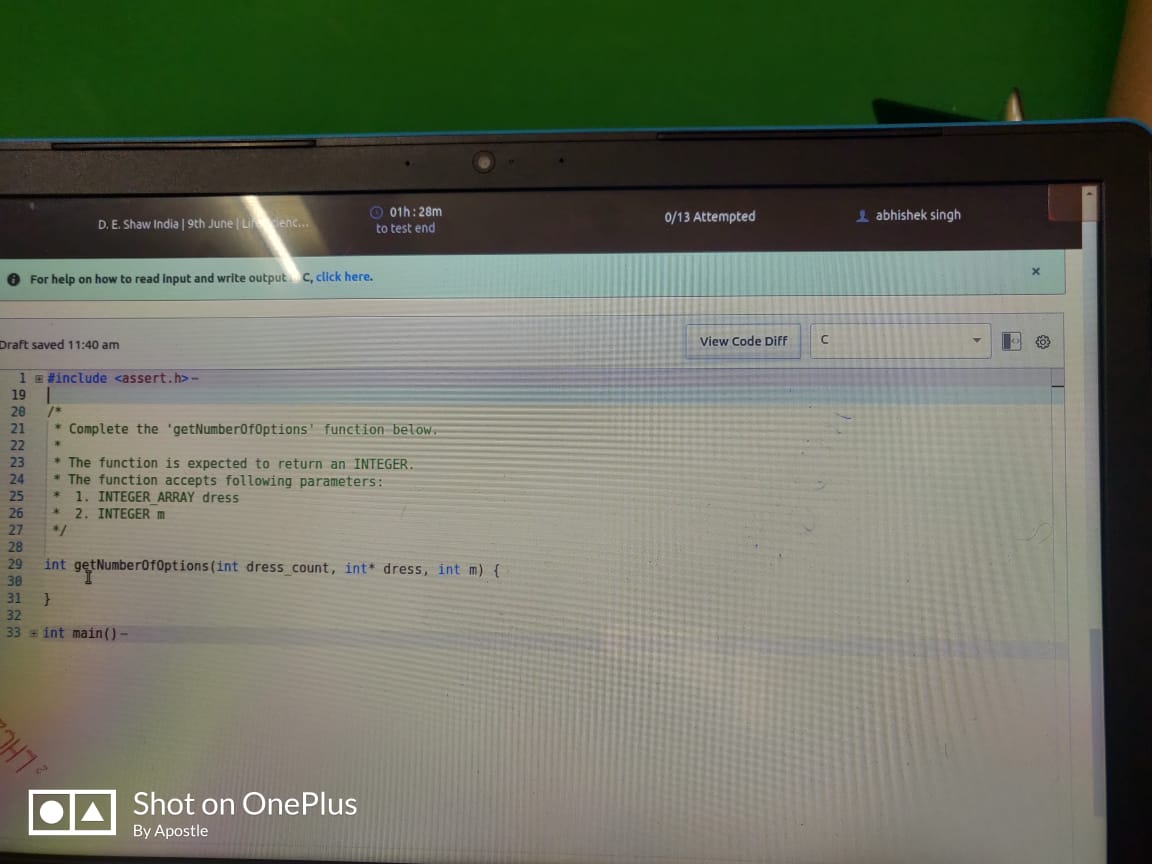 D. E. Shaw India | 9th June |
01h : 28m
to test end
0/13 Attempted
abhishek singh
For help on how to read input and write output C, click here.
Draft saved 11:40 am
View Code Diff
C
1 #include <assert.h>
19
20 /*
21 * Complete the 'getNumberOfOptions' function below.
22 *
23 * The function is expected to return an INTEGER.
24 * The function accepts following parameters:
25 * 1. INTEGER_ARRAY dress
26 * 2. INTEGER m
27 */
28
29 int getNumberOfOptions(int dress_count, int* dress, int m) {
30
31 }
32
33 int main()
Shot on OnePlus
By Apostle